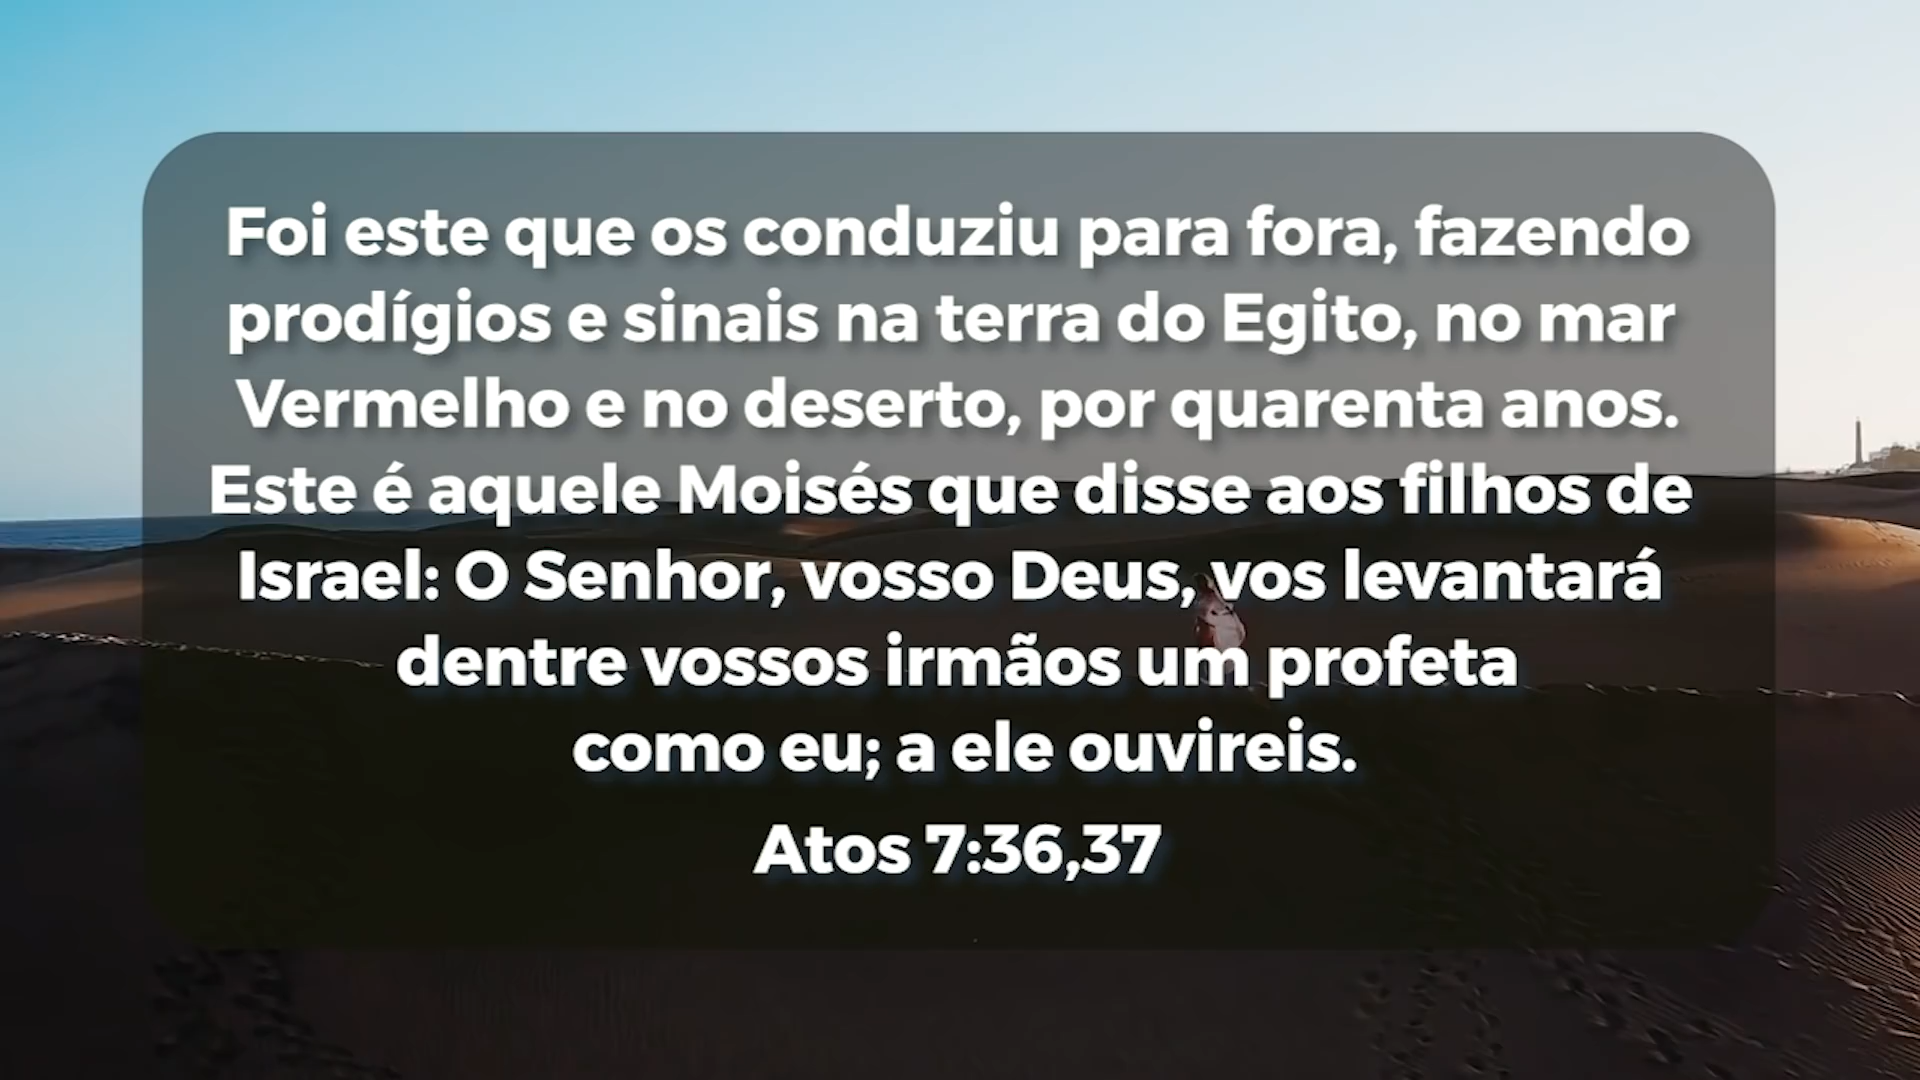 Foi este que os conduziu para fora, fazendo
prodígios e sinais na terra do Egito, no mar
Vermelho e no deserto, por quarenta anos.
Este é aquele Moisés que disse aos filhos de
Israel: O Senhor, vosso Deus, vos levantará
dentre vossos irmãos um profeta
como eu; a ele ouvireis.
Atos 7:36,37